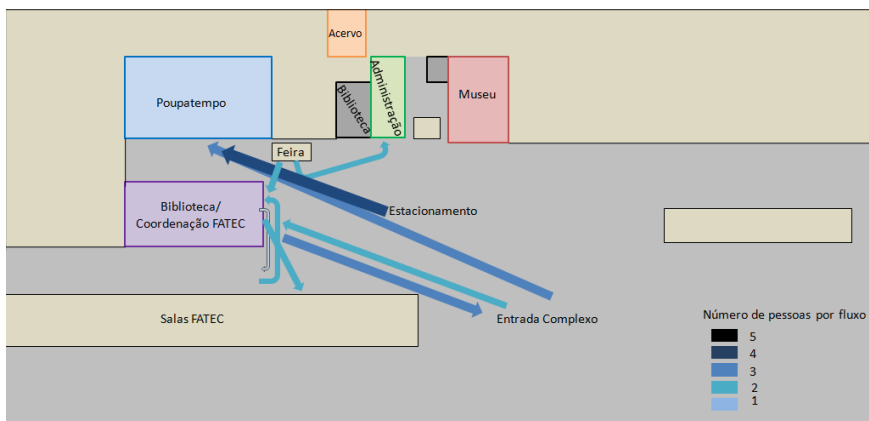 Acervo
Poupatempo
Biblioteca
Administração
Museu
Feira
Biblioteca/
Coordenação FATEC
Estacionamento
Salas FATEC
Entrada Complexo
Número de pessoas por fluxo
5
4
3
2
1